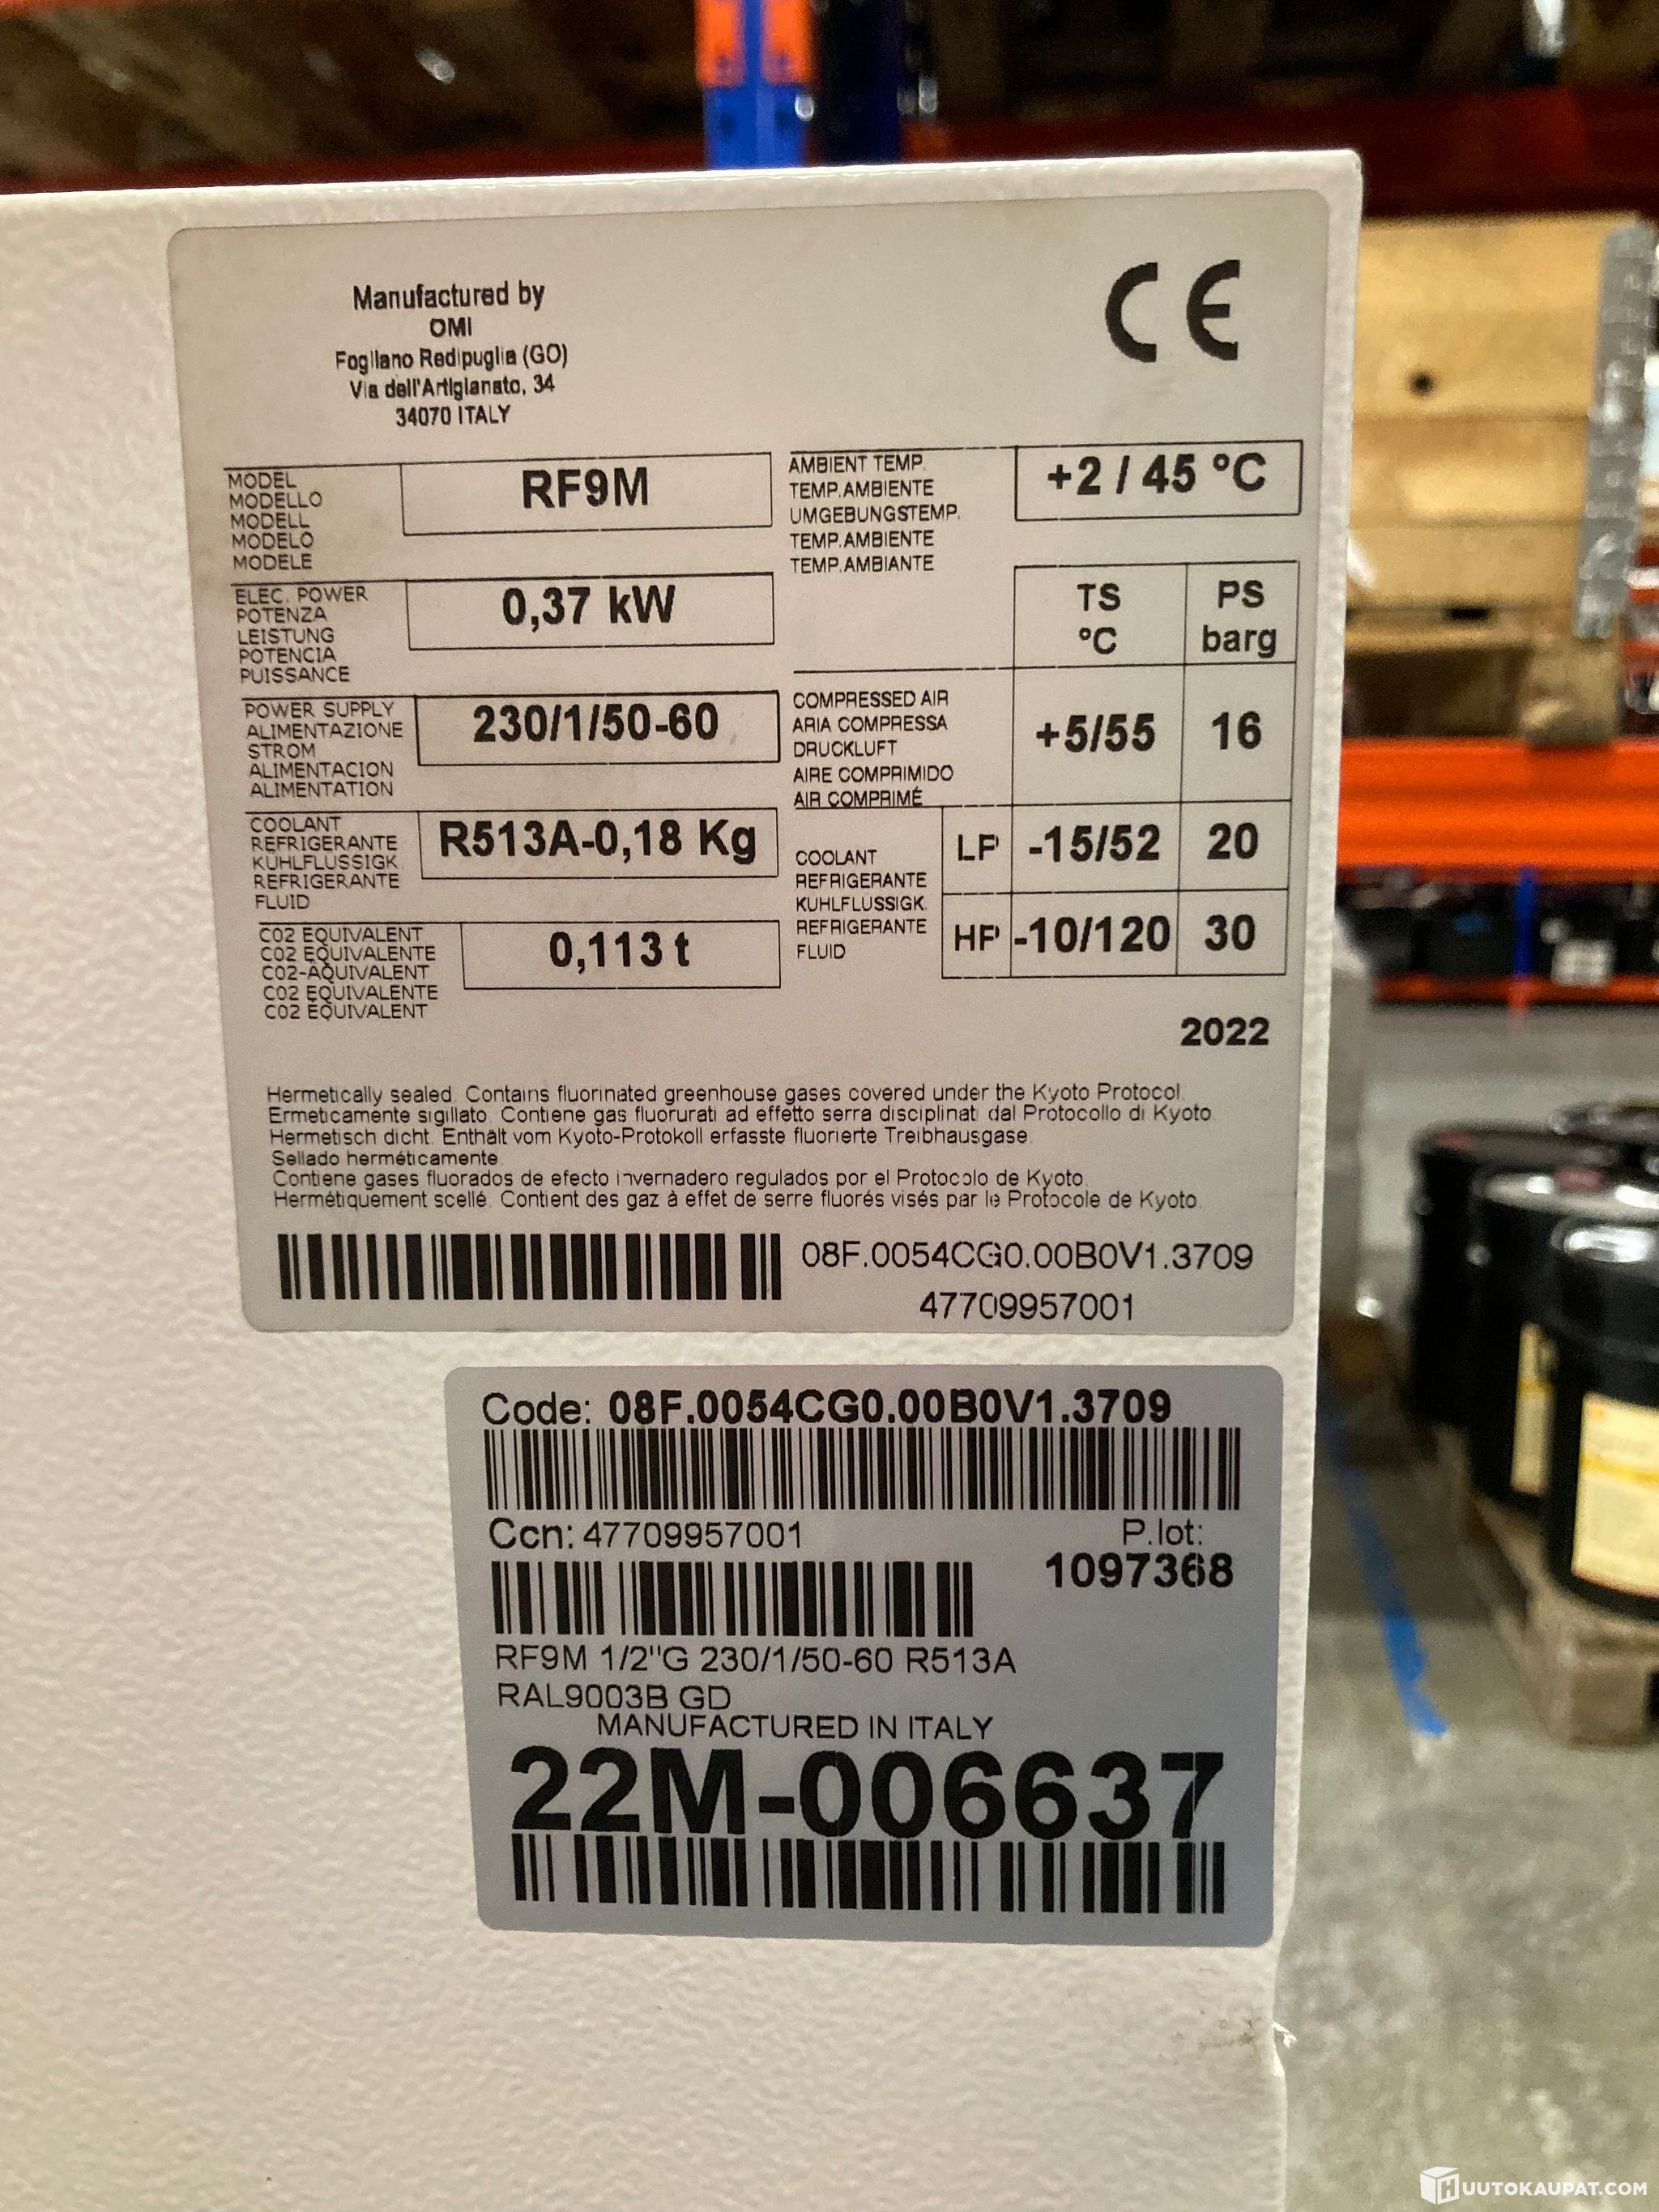 CE
Manufactured by
OMI
Fogliano Redipuglia (GO)
Via dell'Artigianato, 34
34070 ITALY
MODEL
MODELLO
MODELL
MODELO
MODELE
RF9M
ELEC. POWER
POTENZA
LEISTUNG
POTENCIA
PUISSANCE
0,37 kW
POWER SUPPLY
ALIMENTAZIONE
STROM
ALIMENTACION
ALIMENTATION
230/1/50-60
COOLANT
REFRIGERANTE
KÜHLFLUSSIGK.
REFRIGERANTE
FLUID
R513A-0,18 Kg
C02 EQUIVALENT
C02 EQUIVALENTE
C02-ÄQUIVALENT
C02 EQUIVALENTE
C02 ÉQUIVALENT
0,113 t
AMBIENT TEMP.
TEMP.AMBIENTE
UMGEBUNGSTEMP.
TEMP.AMBIENTE
TEMP.AMBIANTE
+2 / 45 °C
TS PS
°C barg
COMPRESSED AIR
ARIA COMPRESSA
DRUCKLUFT
AIRE COMPRIMIDO
AIR COMPRIMÉ
+5/55 16
COOLANT
REFRIGERANTE
KUHLFLUSSIGK.
REFRIGERANTE
FLUID
LP -15/52 20
HP -10/120 30
2022
Hermetically sealed. Contains fluorinated greenhouse gases covered under the Kyoto Protocol.
Ermeticamente sigillato. Contiene gas fluorurati ad effetto serra disciplinati dal Protocollo di Kyoto.
Hermetisch dicht. Enthält vom Kyoto-Protokoll erfasste fluorierte Treibhausgase.
Sellado herméticamente.
Contiene gases fluorados de efecto invernadero regulados por el Protocolo de Kyoto.
Hermétiquement scellé. Contient des gaz à effet de serre fluorés visés par le Protocole de Kyoto.
08F.0054CG0.00B0V1.3709
47709957001
Code: 08F.0054CG0.00B0V1.3709
Ccn: 47709957001
P.lot:
1097368
RF9M 1/2"G 230/1/50-60 R513A
RAL9003B GD
MANUFACTURED IN ITALY
22M-006637
HUUTOKAUPAT.COM